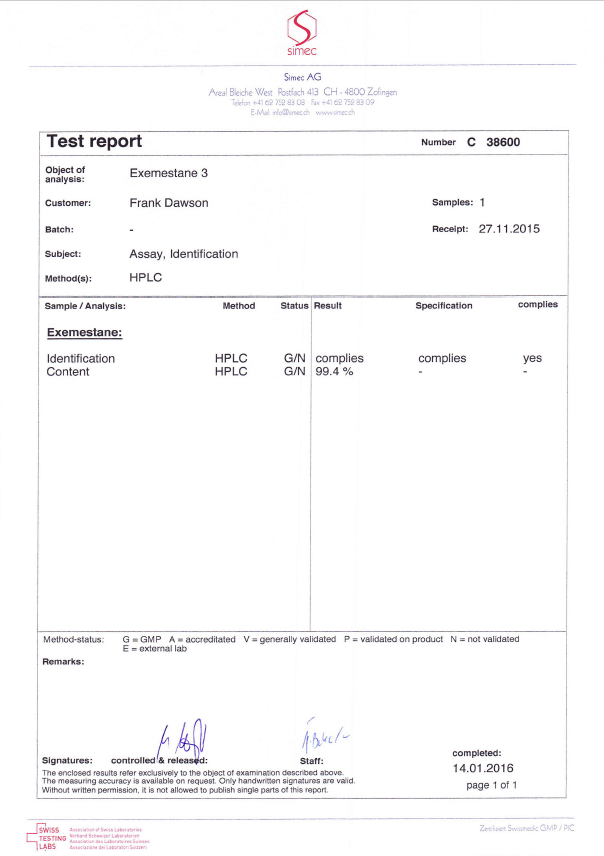 simec
Simec AG
Areal Bleiche West Postfach 413 CH - 4800 Zofingen
Telefon +41 62 752 83 08 Fax +41 62 752 83 09
E-Mail info@simec.ch www.simec.ch
Test report Number C 38600
Object of analysis: Exemestane 3
Customer: Frank Dawson Samples: 1
Batch: - Receipt: 27.11.2015
Subject: Assay, Identification
Method(s): HPLC
Sample / Analysis: Method Status Result Specification complies
Exemestane:
Identification HPLC G/N complies complies yes
Content HPLC G/N 99.4 % - -
Method-status: G = GMP A = accreditated V = generally validated P = validated on product N = not validated
E = external lab
Remarks:
Signatures: controlled & released: Staff:
completed:
14.01.2016
page 1 of 1
The enclosed results refer exclusively to the object of examination described above.
The measuring accuracy is available on request. Only handwritten signatures are valid.
Without written permission, it is not allowed to publish single parts of this report.
SWISS
TESTING
LABS
Association of Swiss Laboratories
Verband Schweizer Laboratorien
Association des Laboratoires Suisses
Associazione dei Laboratori Svizzeri
Zertifiziert Swissmedic GMP / PIC